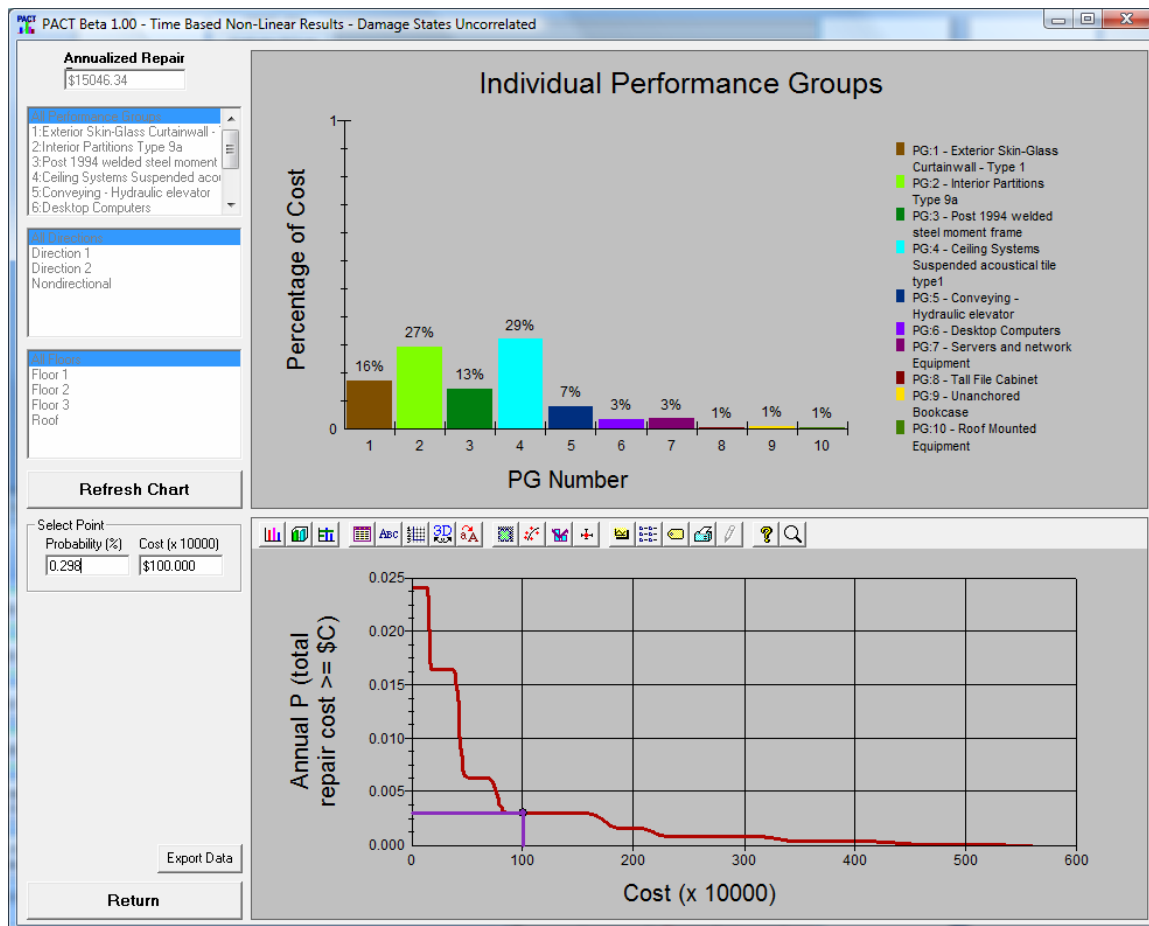 PACT Beta 1.00 - Time Based Non-Linear Results - Damage States Uncorrelated
Annualized Repair
$15046.34
All Performance Groups
1:Exterior Skin-Glass Curtainwall -
2:Interior Partitions Type 9a
3:Post 1994 welded steel moment
4:Ceiling Systems Suspended acou
5:Conveying - Hydraulic elevator
6:Desktop Computers
All Directions
Direction 1
Direction 2
Nondirectional
All Floors
Floor 1
Floor 2
Floor 3
Roof
Refresh Chart
Select Point
Probability (%) Cost (x 10000)
0.298 $100.000
Export Data
Return
Individual Performance Groups
Percentage of Cost
1
0
16%
27%
13%
29%
7%
3%
3%
1%
1%
1%
1 2 3 4 5 6 7 8 9 10
PG Number
PG:1 - Exterior Skin-Glass
Curtainwall - Type 1
PG:2 - Interior Partitions
Type 9a
PG:3 - Post 1994 welded
steel moment frame
PG:4 - Ceiling Systems
Suspended acoustical tile
type1
PG:5 - Conveying -
Hydraulic elevator
PG:6 - Desktop Computers
PG:7 - Servers and network
Equipment
PG:8 - Tall File Cabinet
PG:9 - Unanchored
Bookcase
PG:10 - Roof Mounted
Equipment
ABC
3D
Annual P (total
repair cost >= $C)
0.025
0.020
0.015
0.010
0.005
0.000
0 100 200 300 400 500 600
Cost (x 10000)